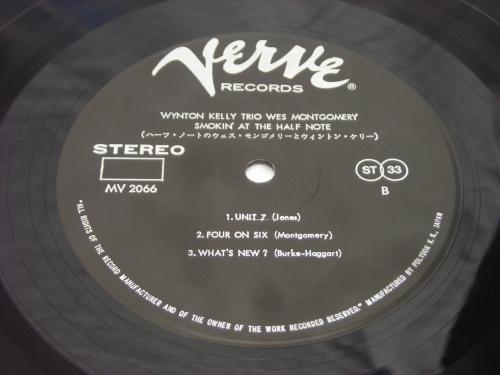 Verve®
RECORDS
WYNTON KELLY TRIO WES MONTGOMERY
SMOKIN' AT THE HALF NOTE
(ハーフ・ノートのウェス・モンゴメリーとウィントン・ケリー)
STEREO
MV 2066
ST 33
B
1. UNIT 7 (Jones)
2. FOUR ON SIX (Montgomery)
3. WHAT'S NEW? (Burke-Haggart)
"ALL RIGHTS OF THE RECORD MANUFACTURER AND OF THE OWNER OF THE WORK RECORDED RESERVED." MANUFACTURED BY POLYDOR K.K., JAPAN